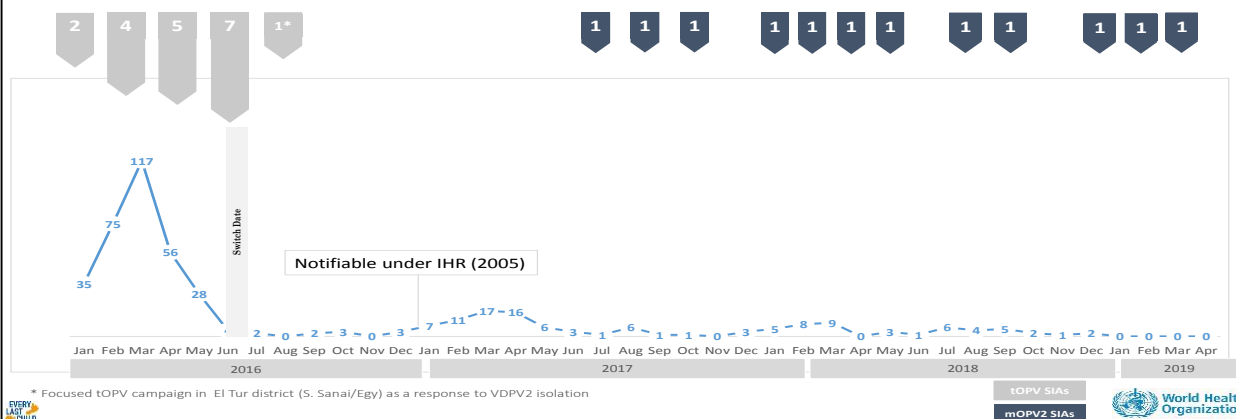 2 4 5 7 1* 1 1 1 1 1 1 1 1 1 1 1 1
117
75
56
35
28
Switch Date
Notifiable under IHR (2005)
2 0 2 3 0 3 7 11 17 16 6 3 1 6 1 1 0 3 5 8 9 0 3 1 6 4 5 2 1 2 0 0 0 0
Jan Feb Mar Apr May Jun Jul Aug Sep Oct Nov Dec Jan Feb Mar Apr May Jun Jul Aug Sep Oct Nov Dec Jan Feb Mar Apr May Jun Jul Aug Sep Oct Nov Dec Jan Feb Mar Apr
2016 2017 2018 2019
* Focused tOPV campaign in El Tur district (S. Sanai/Egy) as a response to VDPV2 isolation
tOPV SIAs
mOPV2 SIAs
EVERY
LAST
World Healt
Organizatio